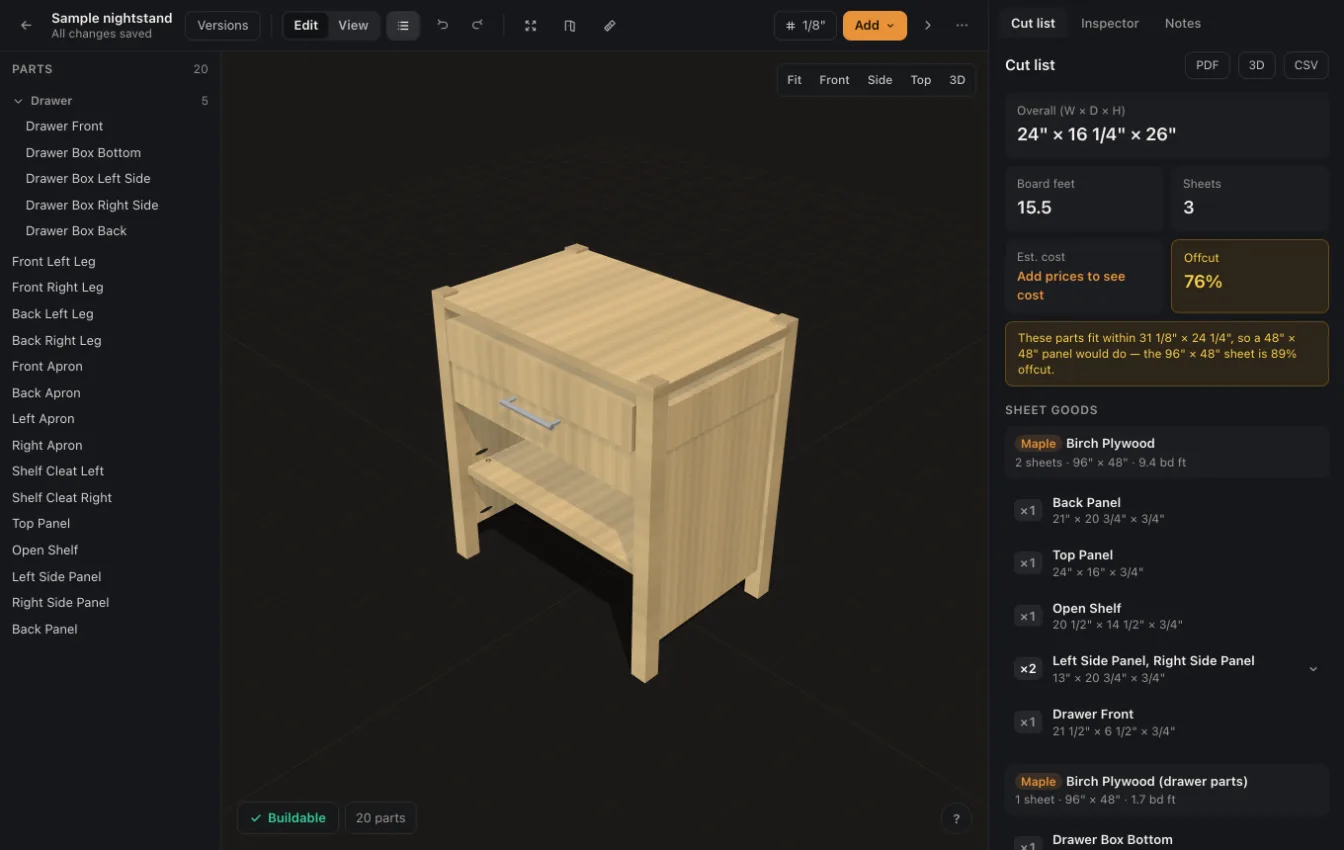 Sample nightstand
All changes saved
Versions
Edit
View
1/8"
Add
Cut list
Inspector
Notes
PARTS
20
Drawer
5
Drawer Front
Drawer Box Bottom
Drawer Box Left Side
Drawer Box Right Side
Drawer Box Back
Front Left Leg
Front Right Leg
Back Left Leg
Back Right Leg
Front Apron
Back Apron
Left Apron
Right Apron
Shelf Cleat Left
Shelf Cleat Right
Top Panel
Open Shelf
Left Side Panel
Right Side Panel
Back Panel
Fit
Front
Side
Top
3D
Buildable
20 parts
?
Cut list
PDF
3D
CSV
Overall (W × D × H)
24" × 16 1/4" × 26"
Board feet
15.5
Sheets
3
Est. cost
Add prices to see
cost
Offcut
76%
These parts fit within 31 1/8" × 24 1/4", so a 48" ×
48" panel would do — the 96" × 48" sheet is 89%
offcut.
SHEET GOODS
Maple Birch Plywood
2 sheets · 96" × 48" · 9.4 bd ft
×1
Back Panel
21" × 20 3/4" × 3/4"
×1
Top Panel
24" × 16" × 3/4"
×1
Open Shelf
20 1/2" × 14 1/2" × 3/4"
×2
Left Side Panel, Right Side Panel
13" × 20 3/4" × 3/4"
×1
Drawer Front
21 1/2" × 6 1/2" × 3/4"
Maple Birch Plywood (drawer parts)
1 sheet · 96" × 48" · 1.7 bd ft
×1
Drawer Box Bottom